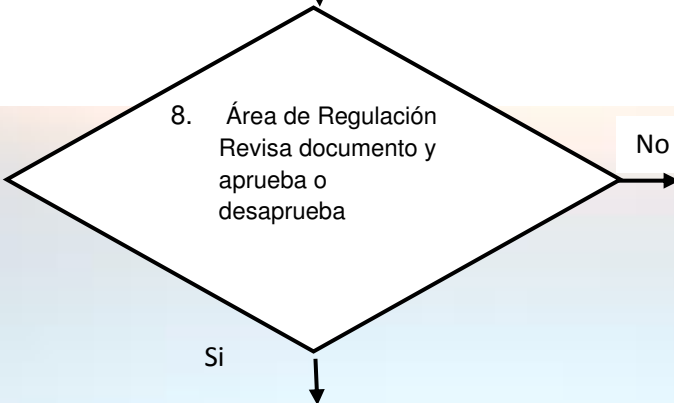 8. Área de Regulación
Revisa documento y
aprueba o
desaprueba
No
Si